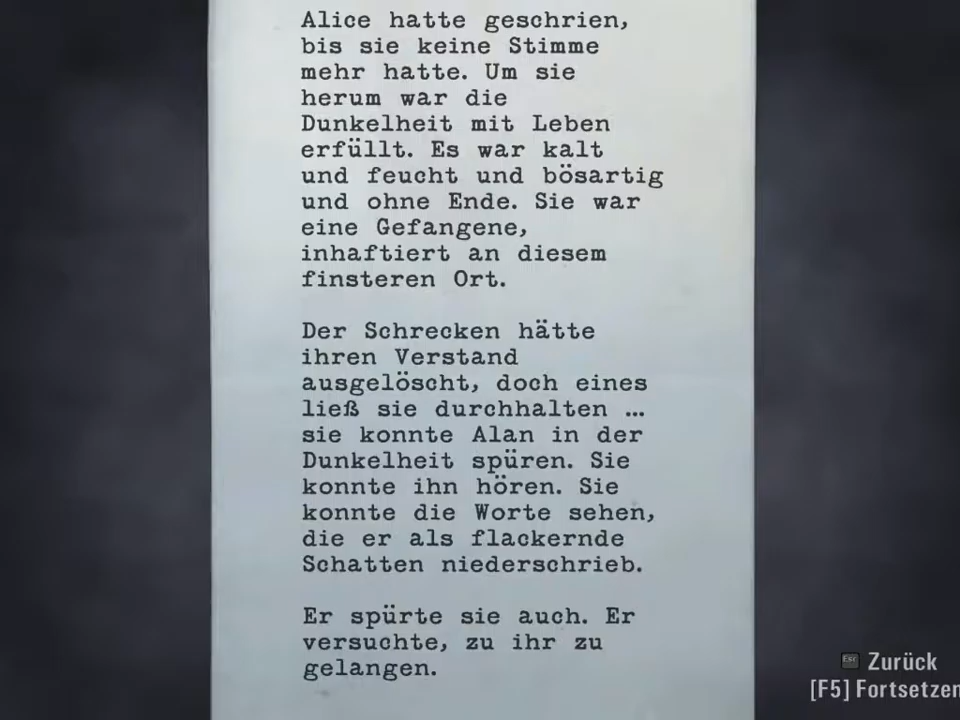 Alice hatte geschrien,
bis sie keine Stimme
mehr hatte. Um sie
herum war die
Dunkelheit mit Leben
erfüllt. Es war kalt
und feucht und bösartig
und ohne Ende. Sie war
eine Gefangene,
inhaftiert an diesem
finsteren Ort.
Der Schrecken hätte
ihren Verstand
ausgelöscht, doch eines
ließ sie durchhalten ...
sie konnte Alan in der
Dunkelheit spüren. Sie
konnte ihn hören. Sie
konnte die Worte sehen,
die er als flackernde
Schatten niederschrieb.
Er spürte sie auch. Er
versuchte, zu ihr zu
gelangen.
Esc Zurück
[F5] Fortsetzen